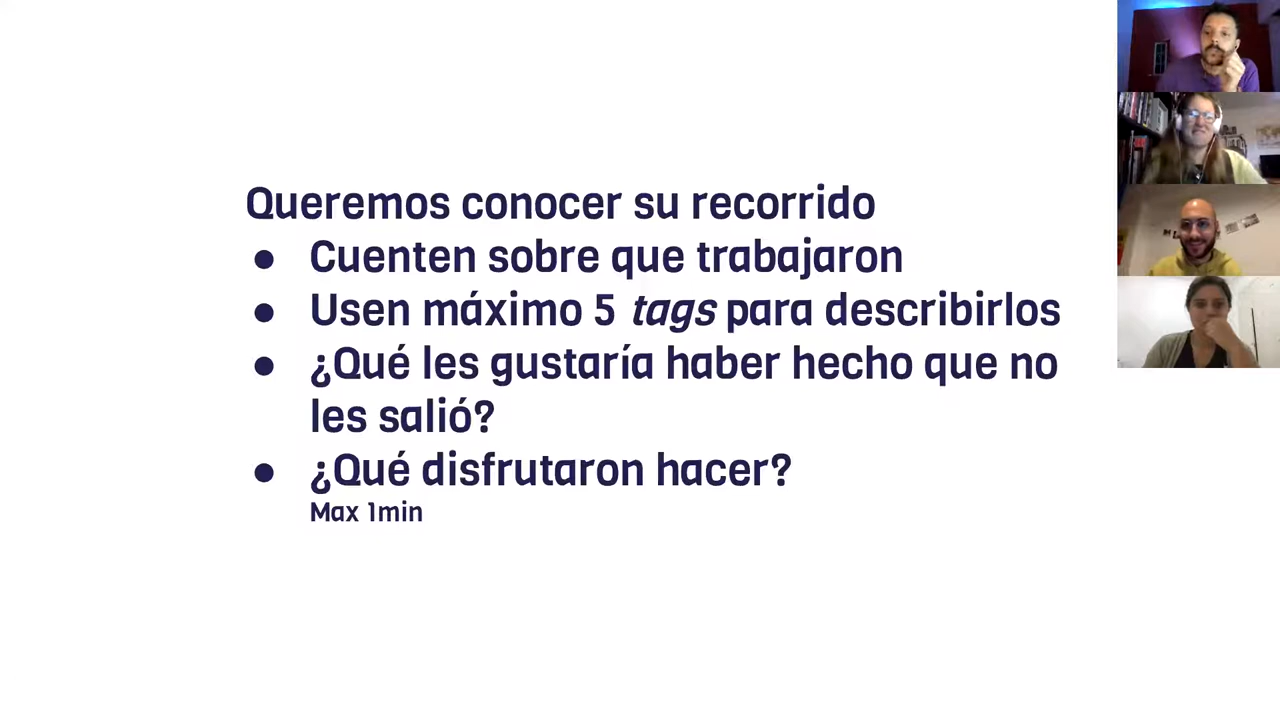 Queremos conocer su recorrido
● Cuenten sobre que trabajaron
● Usen máximo 5 tags para describirlos
● ¿Qué les gustaría haber hecho que no
les salió?
● ¿Qué disfrutaron hacer?
Max 1min